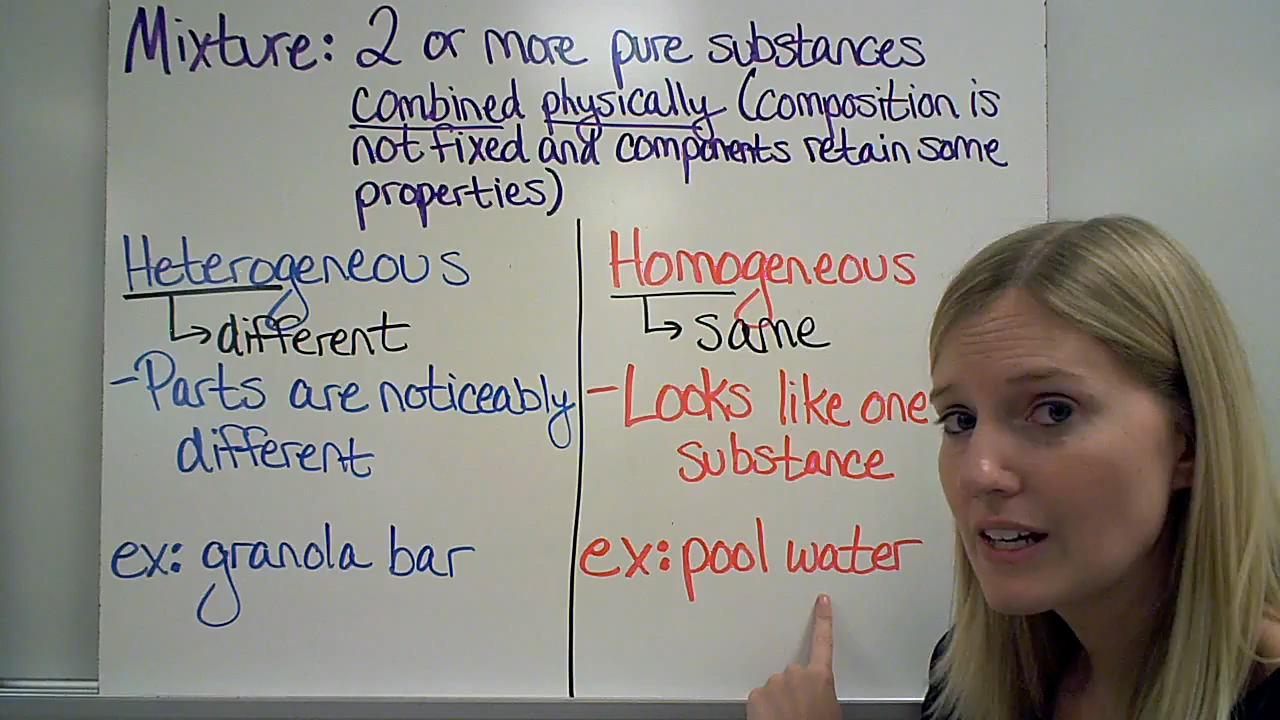 Mixture: 2 or more pure substances
combined physically (composition is
not fixed and components retain some
properties)
Heterogeneous
different
-Parts are noticeably
different
ex: granola bar
Homogeneous
same
-Looks like one
substance
ex: pool water